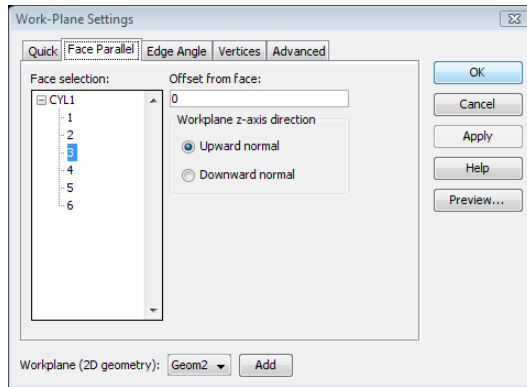 Work-Plane Settings
Quick Face Parallel Edge Angle Vertices Advanced
Face selection:
CYL1
1
2
3
4
5
6
Offset from face:
0
Workplane z-axis direction
Upward normal
Downward normal
OK
Cancel
Apply
Help
Preview...
Workplane (2D geometry): Geom2 Add